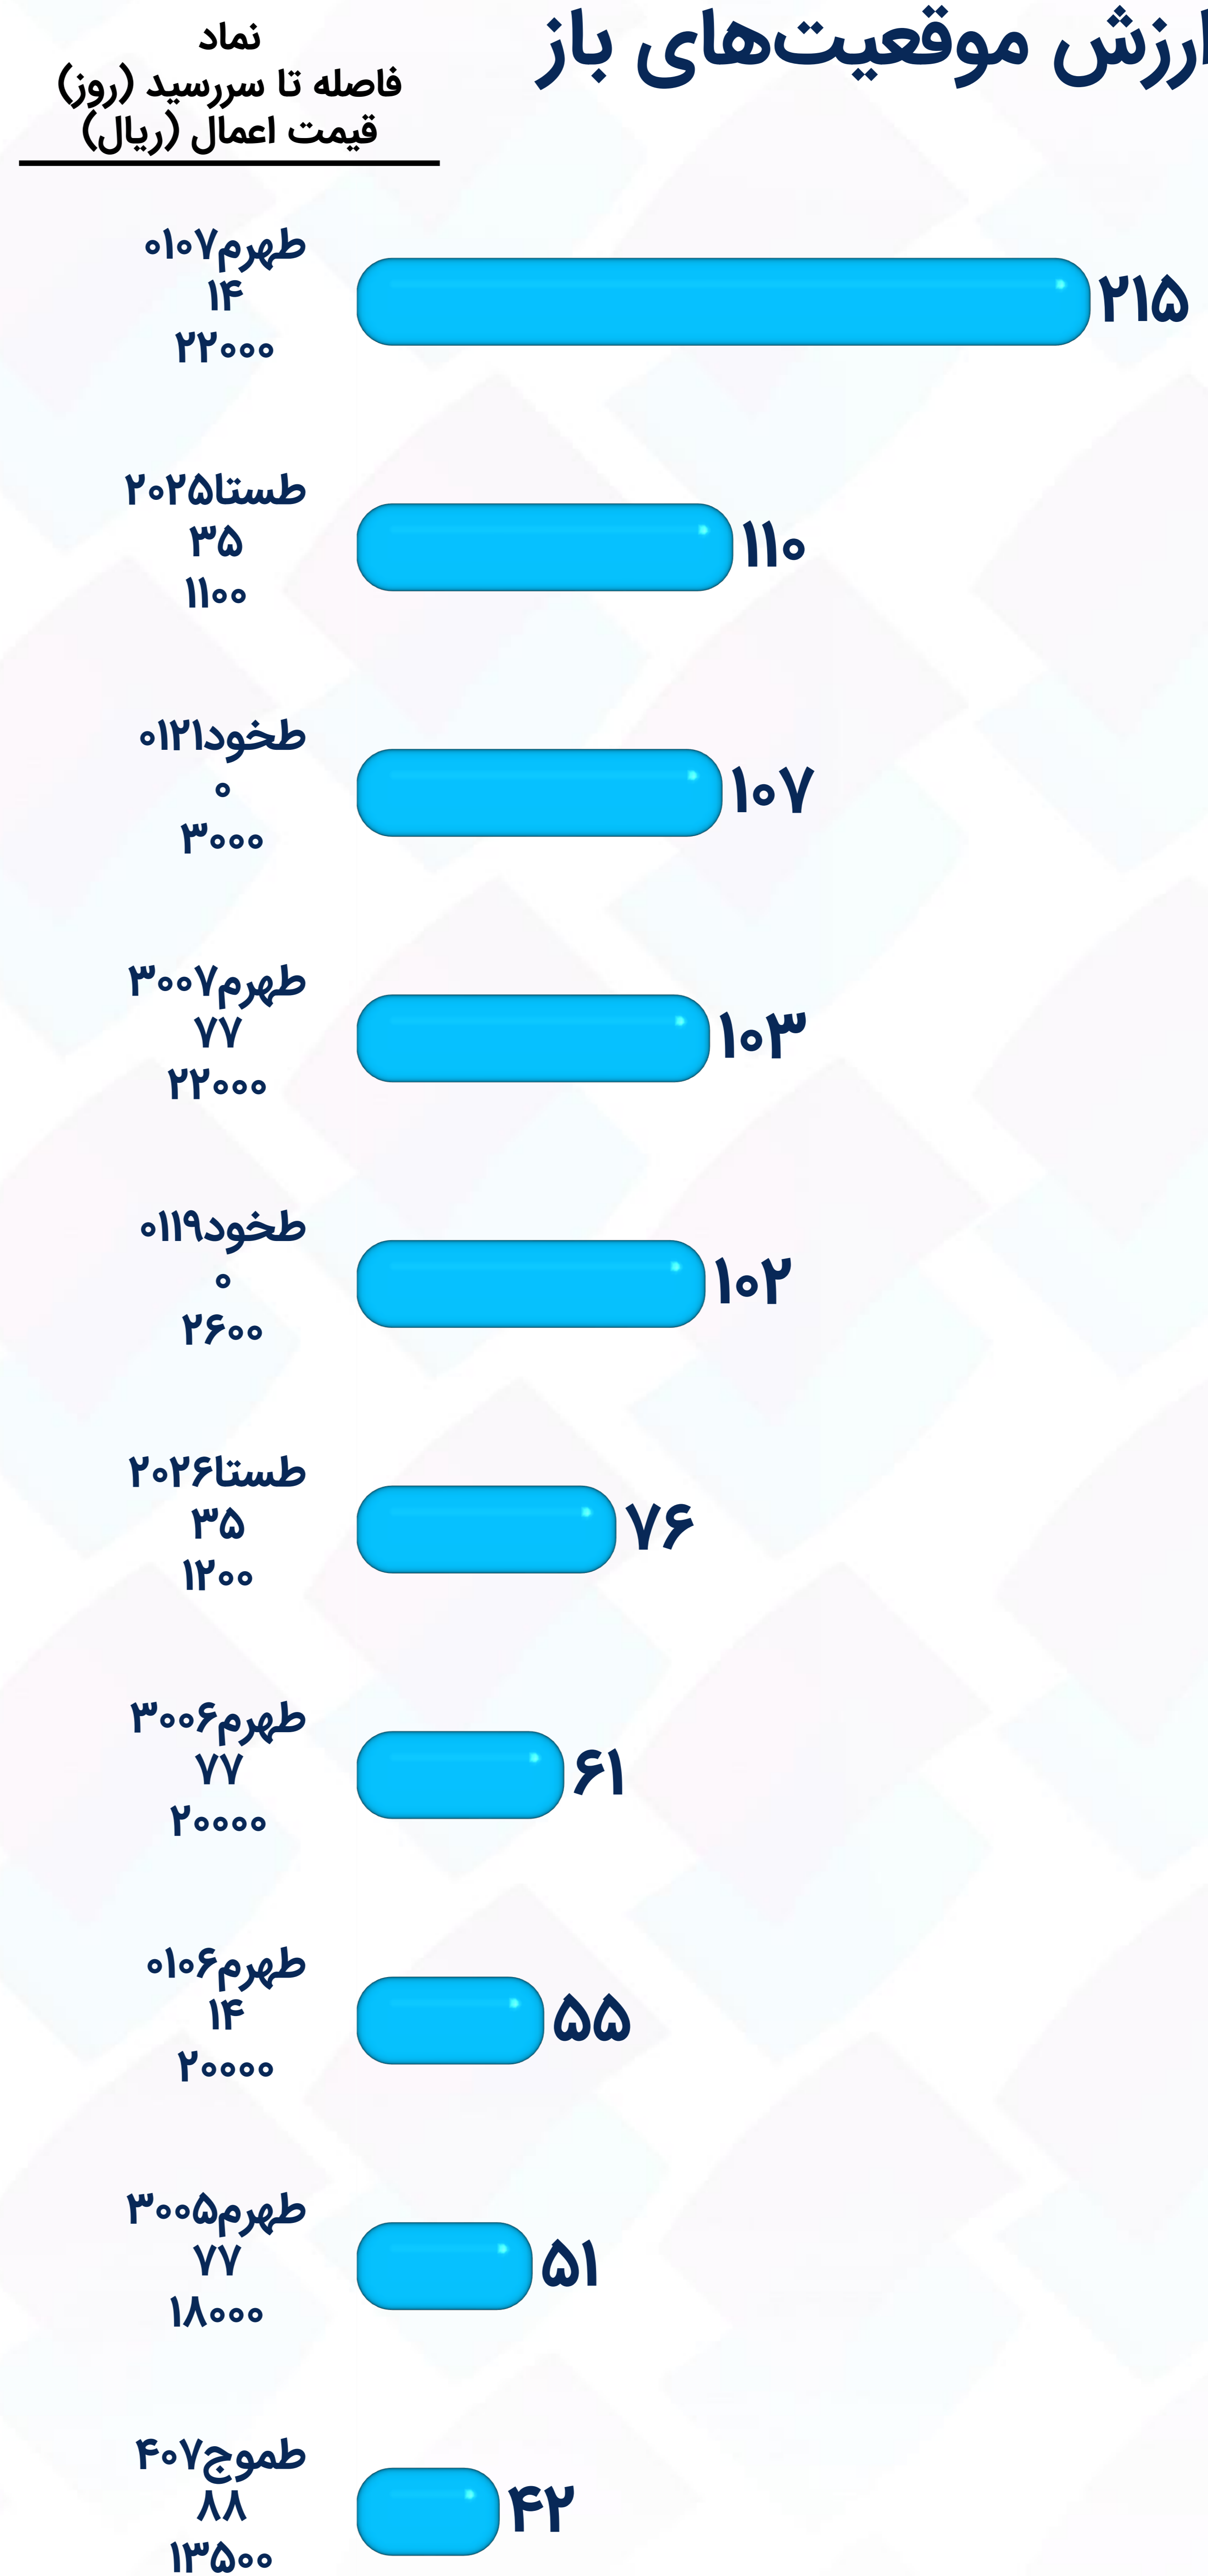 ارزش موقعیت‌های باز
نماد
فاصله تا سررسید (روز)
قیمت اعمال (ریال)
طهرم۰۱۰۷
۱۴
۲۲۰۰۰
۲۱۵
طستا۲۰۲۵
۳۵
۱۱۰۰
۱۱۰
طخود۰۱۲۱
۰
۳۰۰۰
۱۰۷
طهرم۳۰۰۷
۷۷
۲۲۰۰۰
۱۰۳
طخود۰۱۱۹
۰
۲۶۰۰
۱۰۲
طستا۲۰۲۶
۳۵
۱۲۰۰
۷۶
طهرم۳۰۰۶
۷۷
۲۰۰۰۰
۶۱
طهرم۰۱۰۶
۱۴
۲۰۰۰۰
۵۵
طهرم۳۰۰۵
۷۷
۱۸۰۰۰
۵۱
طموج۴۰۷
۸۸
۱۳۵۰۰
۴۲